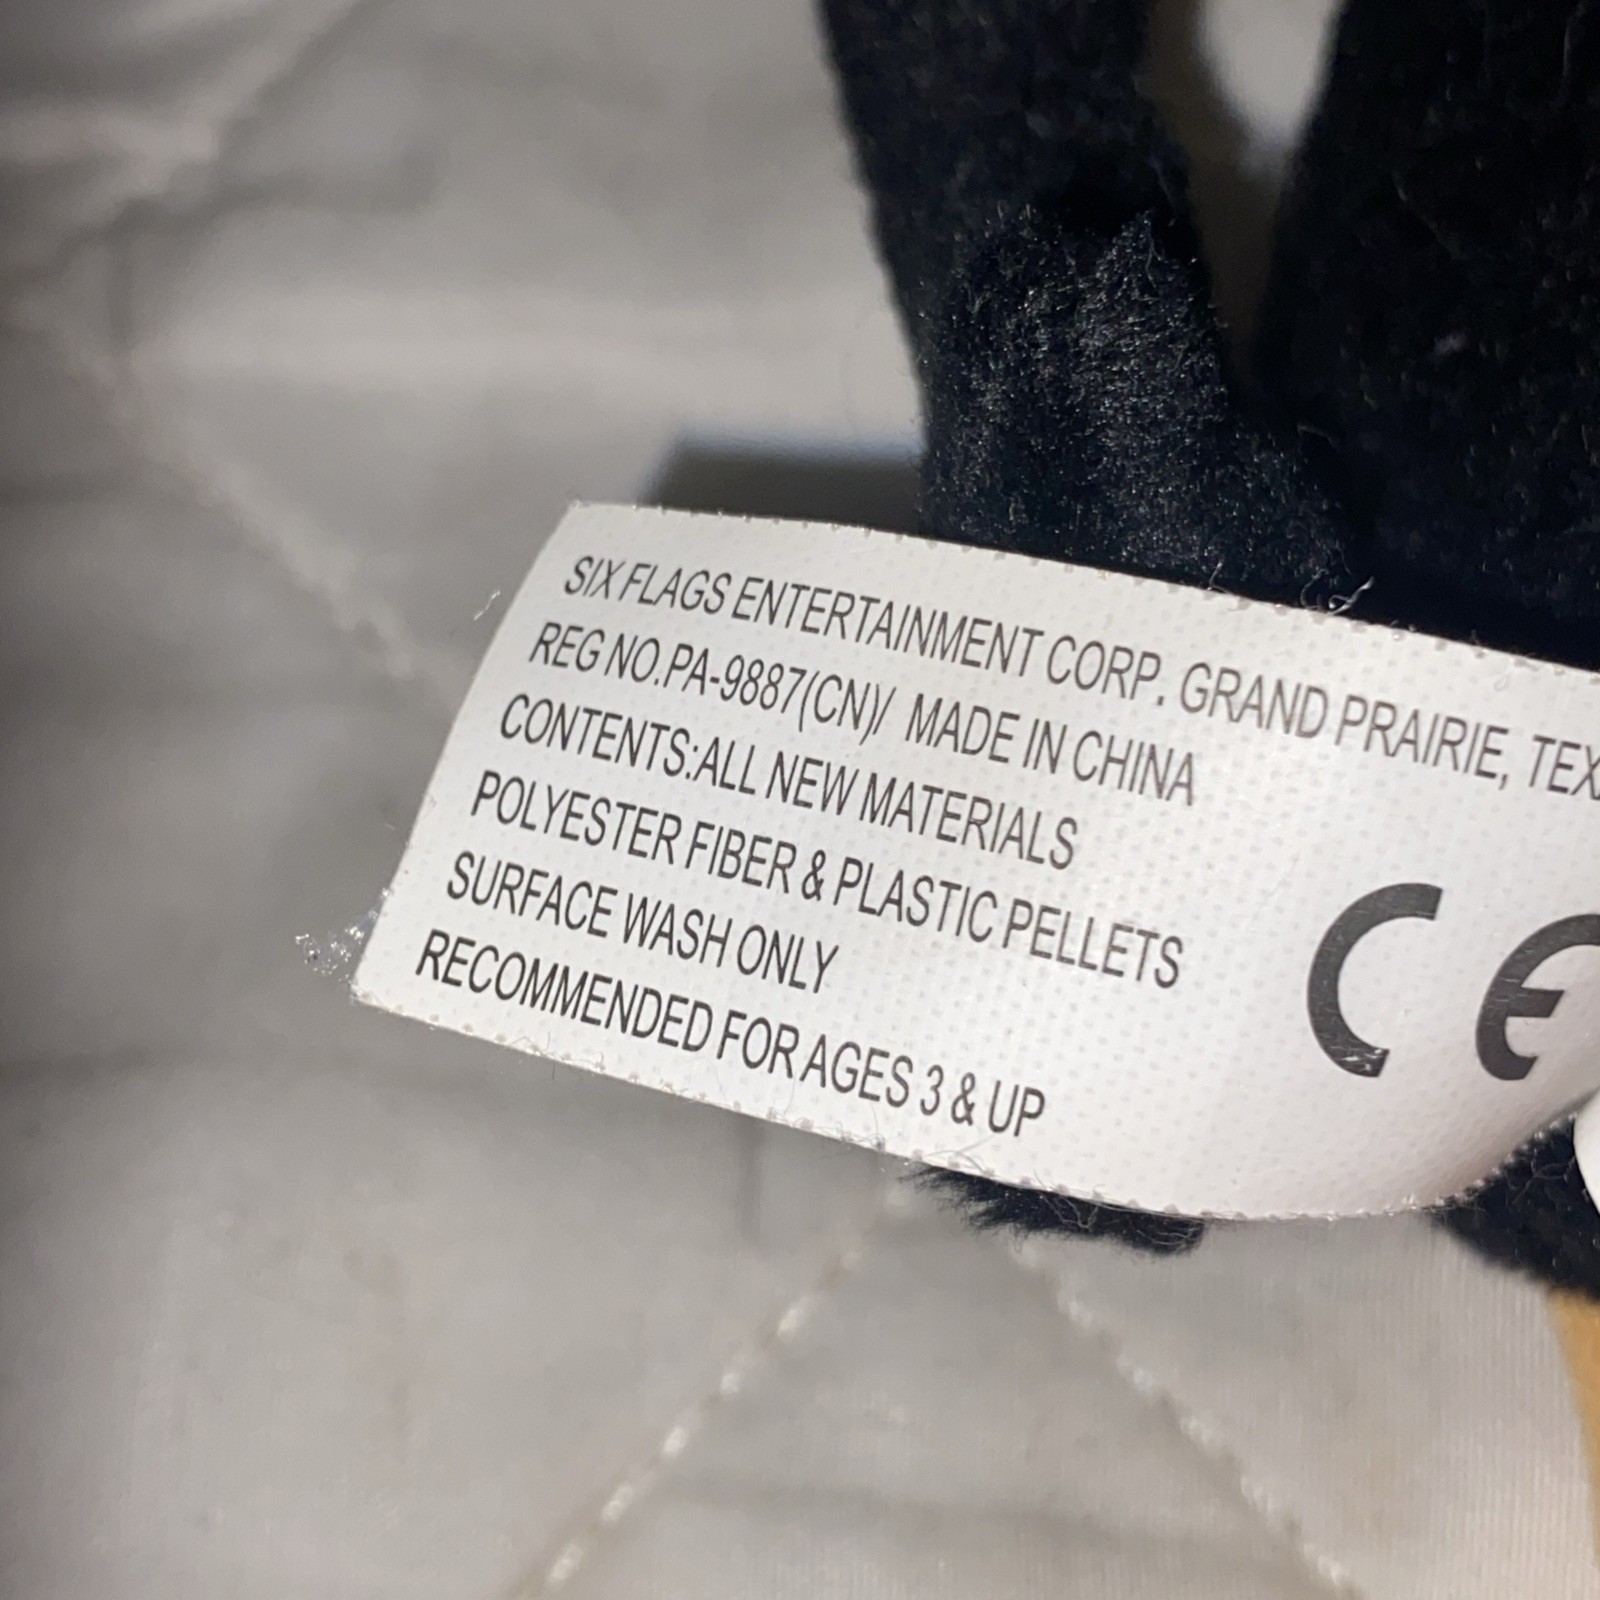 SIX FLAGS ENTERTAINMENT CORP. GRAND PRAIRIE, TEX
REG NO.PA-9887(CN)/ MADE IN CHINA
CONTENTS:ALL NEW MATERIALS
POLYESTER FIBER & PLASTIC PELLETS
SURFACE WASH ONLY
RECOMMENDED FOR AGES 3 & UP
CE